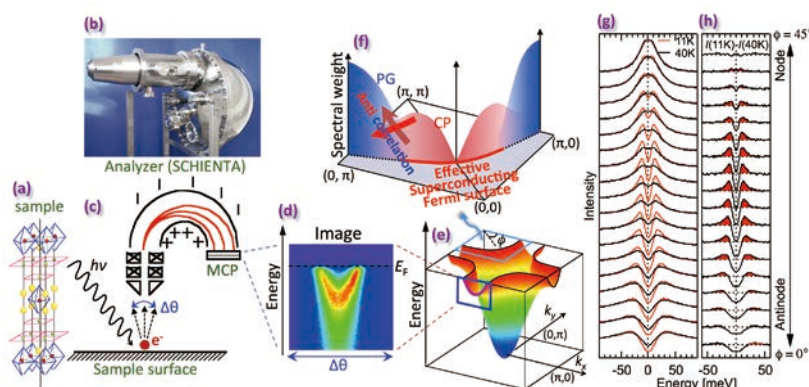 (b)
Analyzer (SCHIENTA)
(a)
sample
(c)
hν
Δθ
e⁻
Sample surface
MCP
(d)
Image
Energy
E_F
Δθ
(e)
ϕ
Energy
k_y
(0,π)
k_x
(π,0)
(f)
Spectral weight
PG
(π, π)
CP
anti
correlation
(π,0)
(0, π)
Effective
Superconducting
Fermi surface
(0,0)
(g)
11K
40K
Intensity
-50 0 50
(h)
I(11K)-I(40K)
-50 0 50
Energy [meV]
ϕ=45°
Node
Antinode
ϕ=0°